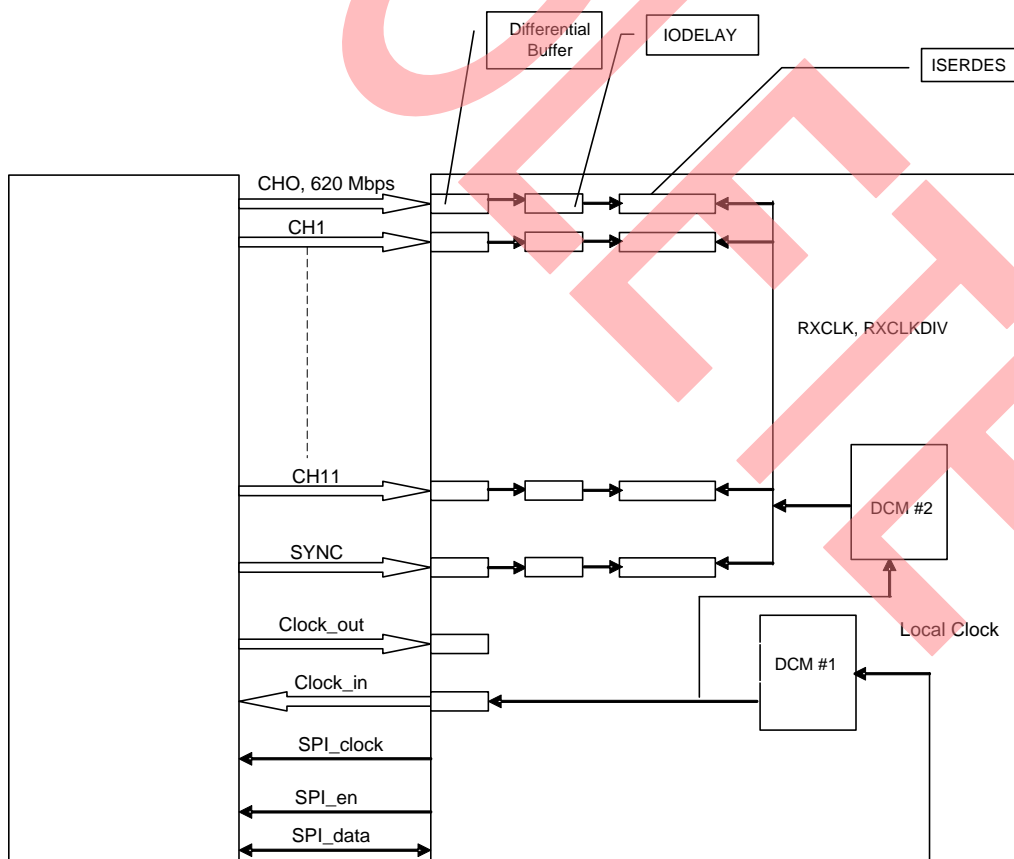 Differential
Buffer
IODELAY
ISERDES
CHO, 620 Mbps
CH1
RXCLK, RXCLKDIV
CH11
DCM #2
SYNC
Clock_out
Local Clock
DCM #1
Clock_in
SPI_clock
SPI_en
SPI_data